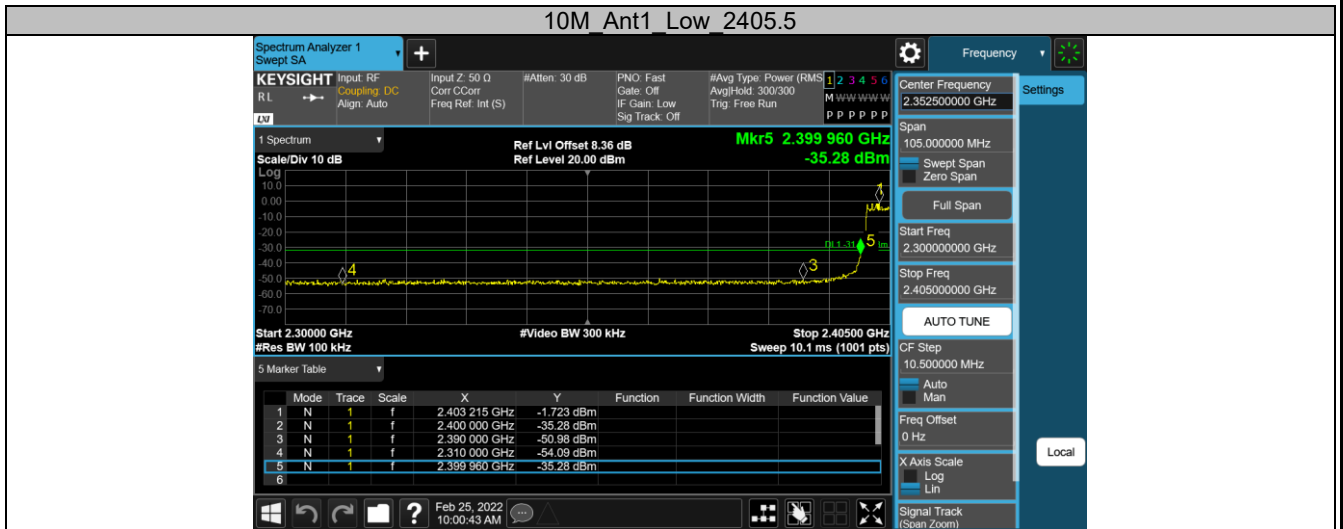 10M_Ant1_Low_2405.5
Spectrum Analyzer 1
Swept SA
+
Frequency
KEYSIGHT
RL
LXI
Input: RF
Coupling: DC
Align: Auto
Input Z: 50 Ω
Corr CCorr
Freq Ref: Int (S)
#Atten: 30 dB
PNO: Fast
Gate: Off
IF Gain: Low
Sig Track: Off
#Avg Type: Power (RMS
Avg|Hold: 300/300
Trig: Free Run
1 2 3 4 5 6
M W W W W W
P P P P P P
1 Spectrum
Scale/Div 10 dB
Ref Lvl Offset 8.36 dB
Ref Level 20.00 dBm
Mkr5 2.399 960 GHz
-35.28 dBm
Log
10.0
0.00
-10.0
-20.0
-30.0
-40.0
-50.0
-60.0
-70.0
1
DL1 -31
5
4
3
Start 2.30000 GHz
#Res BW 100 kHz
#Video BW 300 kHz
Stop 2.40500 GHz
Sweep 10.1 ms (1001 pts)
5 Marker Table
Mode Trace Scale X Y Function Function Width Function Value
1 N 1 f 2.403 215 GHz -1.723 dBm
2 N 1 f 2.400 000 GHz -35.28 dBm
3 N 1 f 2.390 000 GHz -50.98 dBm
4 N 1 f 2.310 000 GHz -54.09 dBm
5 N 1 f 2.399 960 GHz -35.28 dBm
6
?
Feb 25, 2022
10:00:43 AM
Center Frequency
2.352500000 GHz
Settings
Span
105.000000 MHz
Swept Span
Zero Span
Full Span
Start Freq
2.300000000 GHz
Stop Freq
2.405000000 GHz
AUTO TUNE
CF Step
10.500000 MHz
Auto
Man
Freq Offset
0 Hz
Local
X Axis Scale
Log
Lin
Signal Track
(Span Zoom)